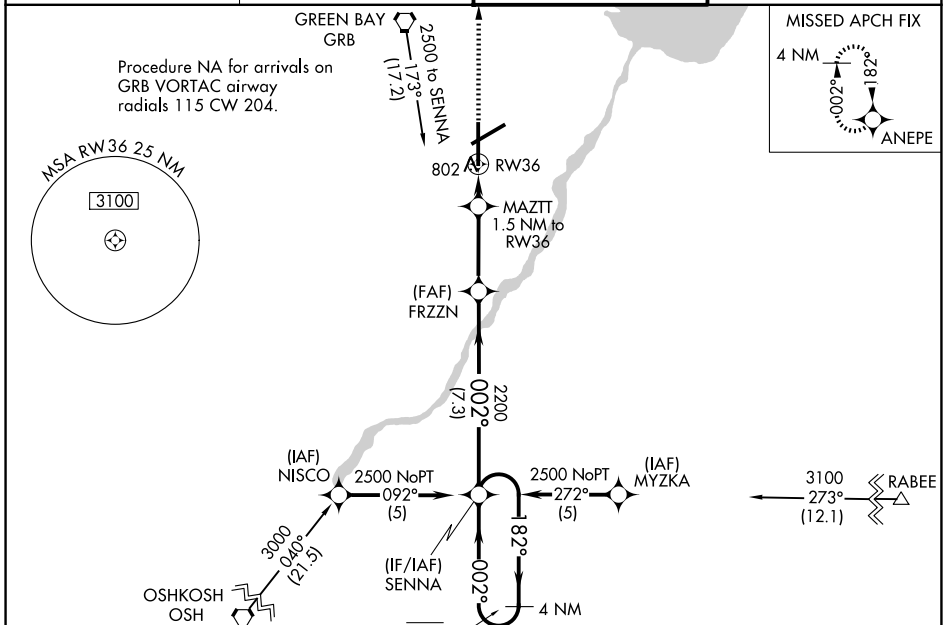 GREEN BAY
GRB
2500 to SENNA
173°
(17.2)
MISSED APCH FIX
4 NM
002°
182°
ANEPE
Procedure NA for arrivals on
GRB VORTAC airway
radials 115 CW 204.
MSA RW36 25 NM
3100
802
RW36
MAZTT
1.5 NM to
RW36
(FAF)
FRZZN
2200
002°
(7.3)
(IAF)
NISCO
2500 NoPT
092°
(5)
2500 NoPT
272°
(5)
(IAF)
MYZKA
3100
273°
(12.1)
RABEE
3000
040°
(21.5)
OSHKOSH
OSH
(IF/IAF)
SENNA
002°
182°
4 NM